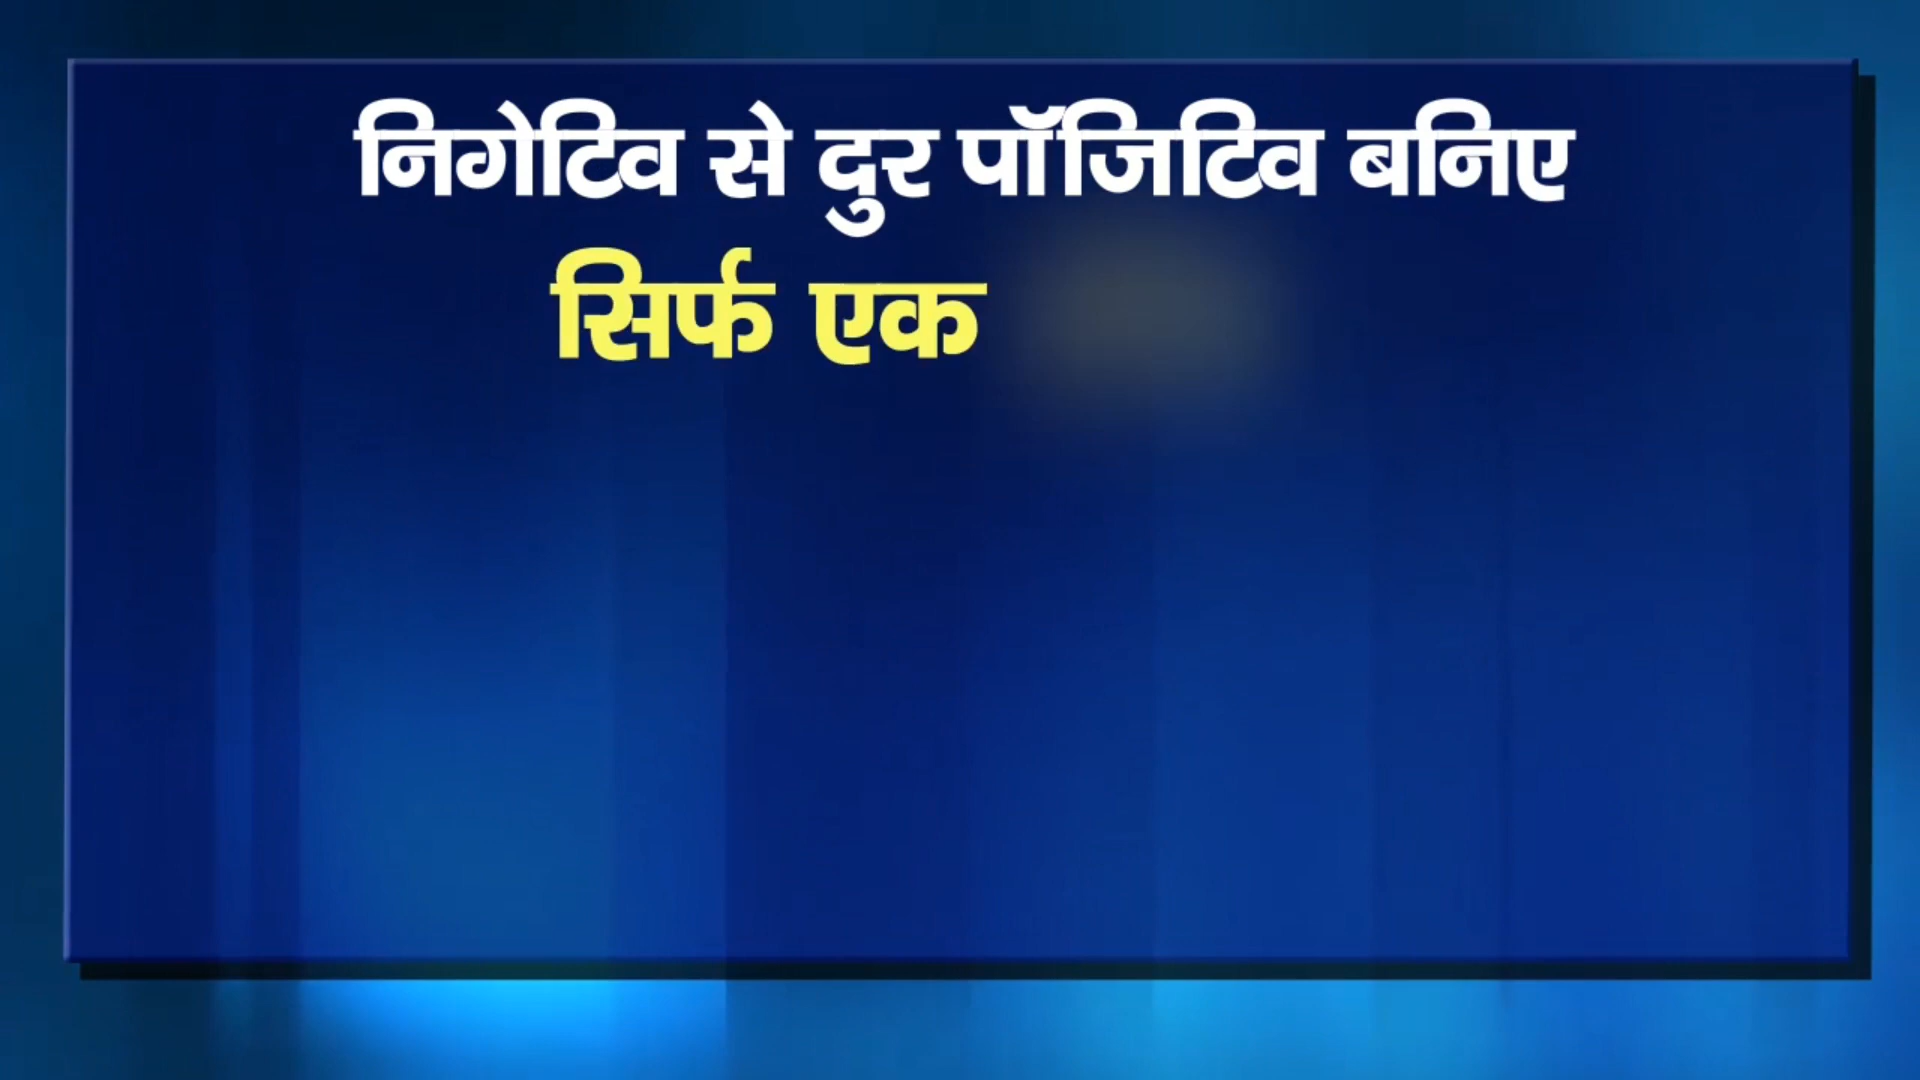 निगेटिव से दुर पॉजिटिव बनिए
सिर्फ एक